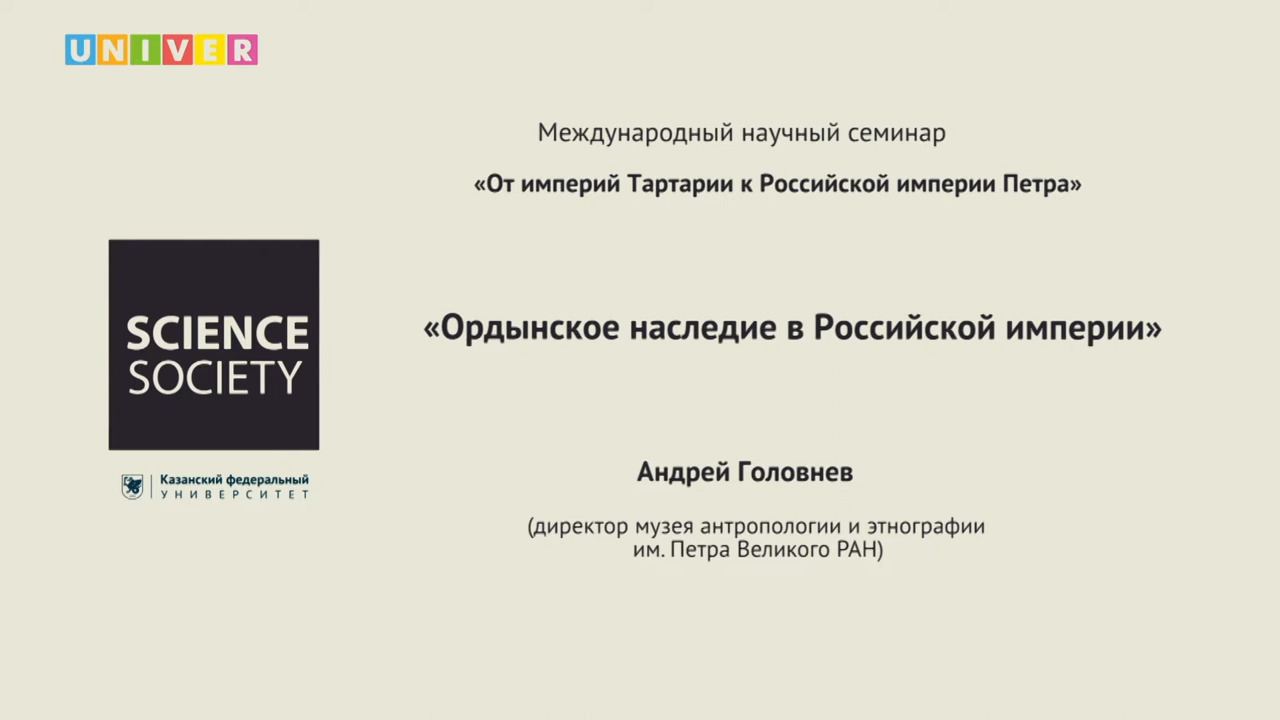 UNIVER
Международный научный семинар
«От империй Тартарии к Российской империи Петра»
«Ордынское наследие в Российской империи»
SCIENCE
SOCIETY
Казанский федеральный
УНИВЕРСИТЕТ
Андрей Головнев
(директор музея антропологии и этнографии
им. Петра Великого РАН)